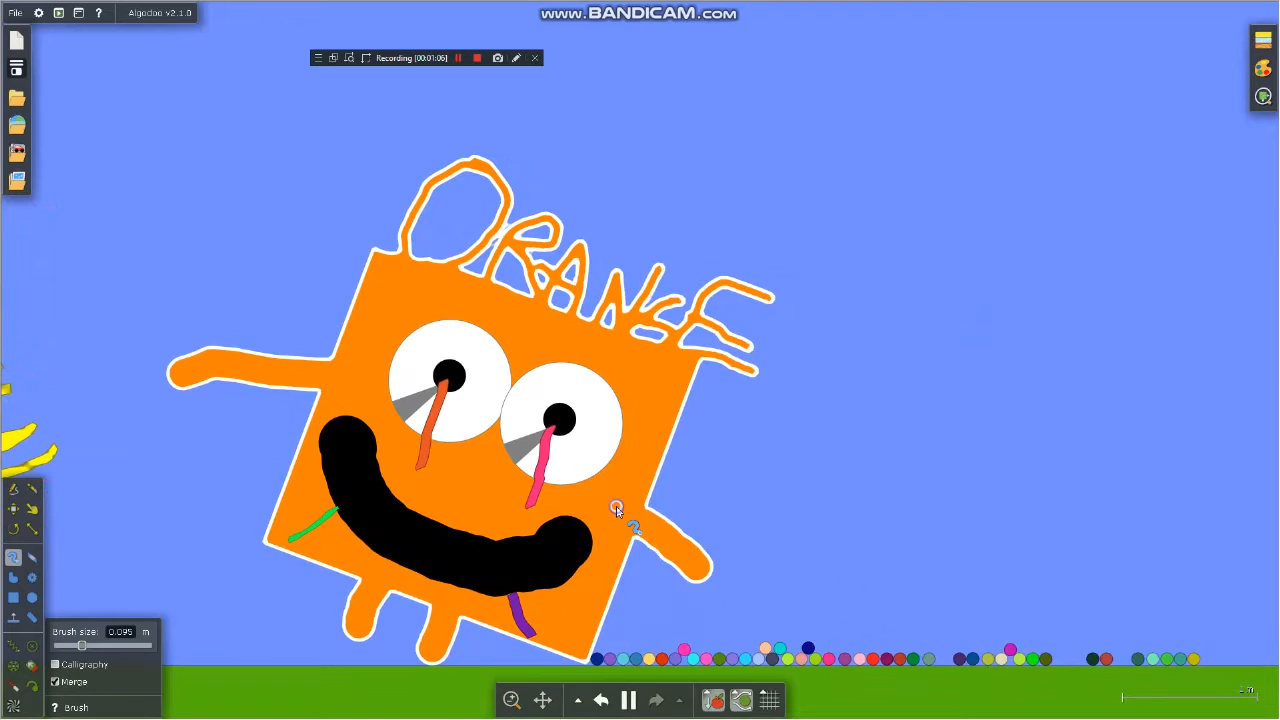 File ? Algodoo v2.1.0
www.BANDICAM.com
Recording [00:01:06]
ORANGE
Brush size: 0.095 m
Calligraphy
Merge
? Brush
1 m